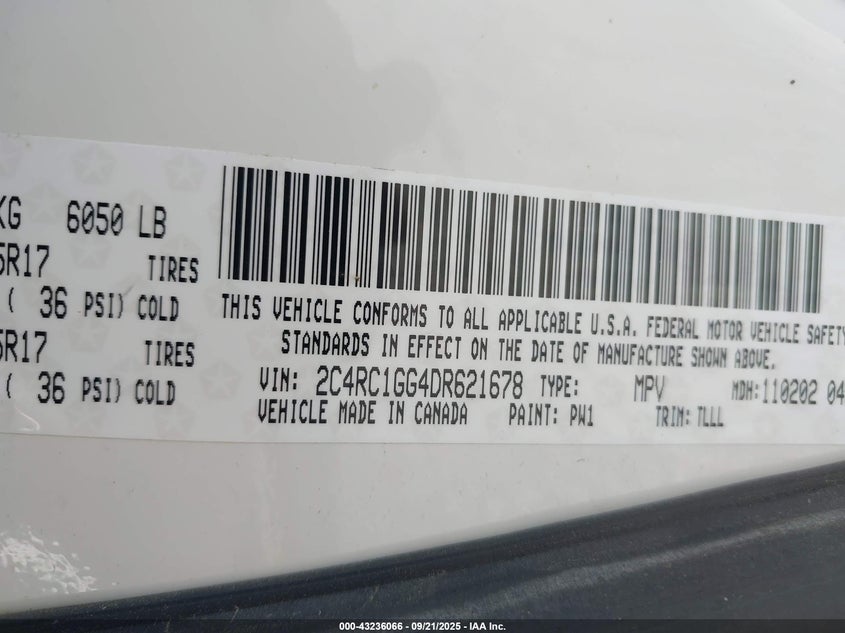 KG 6050 LB
5R17 TIRES
( 36 PSI) COLD
5R17 TIRES
( 36 PSI) COLD
THIS VEHICLE CONFORMS TO ALL APPLICABLE U.S.A. FEDERAL MOTOR VEHICLE SAFETY
STANDARDS IN EFFECT ON THE DATE OF MANUFACTURE SHOWN ABOVE.
VIN: 2C4RC1GG4DR621678 TYPE: MPV MDH:110202 04
VEHICLE MADE IN CANADA PAINT: PW1 TRIM: TLLL
000-43236066 - 09/21/2025 - IAA Inc.